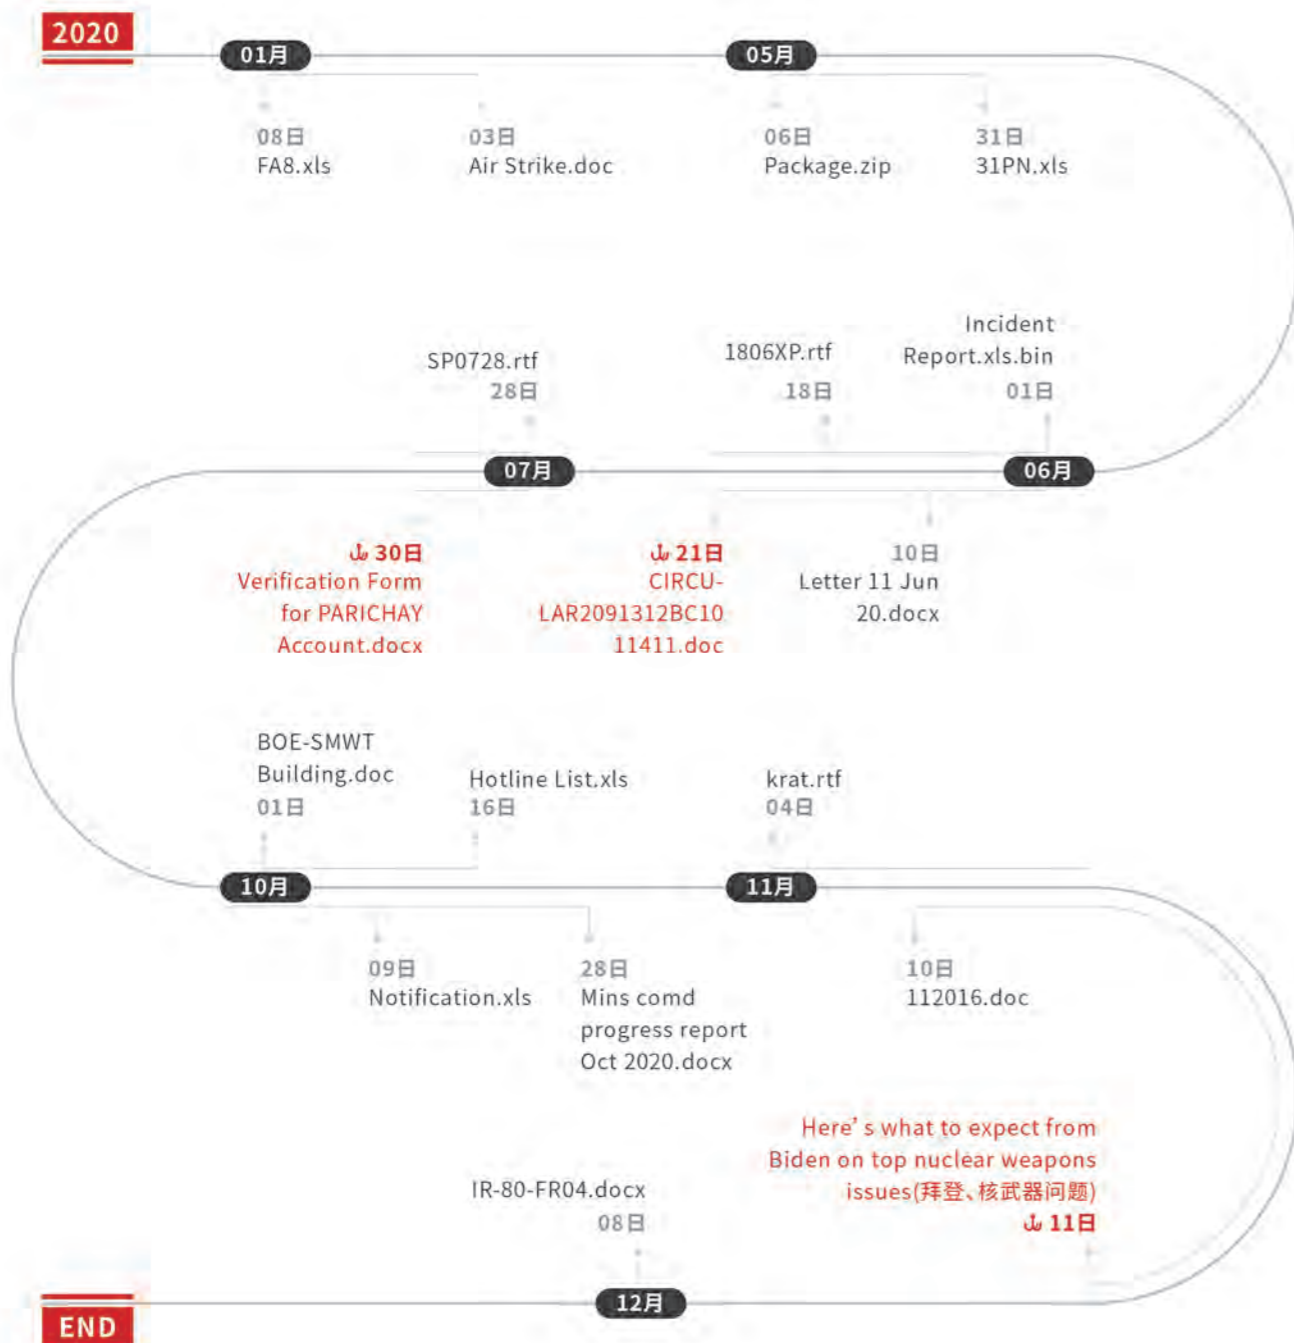 2020
01月
05月
08日
FA8.xls
03日
Air Strike.doc
06日
Package.zip
31日
31PN.xls
Incident
Report.xls.bin
01日
1806XP.rtf
18日
SP0728.rtf
28日
07月
06月
30日
Verification Form
for PARICHAY
Account.docx
21日
CIRCU-
LAR2091312BC10
11411.doc
10日
Letter 11 Jun
20.docx
BOE-SMWT
Building.doc
01日
Hotline List.xls
16日
krat.rtf
04日
10月
11月
09日
Notification.xls
28日
Mins comd
progress report
Oct 2020.docx
10日
112016.doc
Here’s what to expect from
Biden on top nuclear weapons
issues(拜登、核武器问题)
11日
IR-80-FR04.docx
08日
12月
END